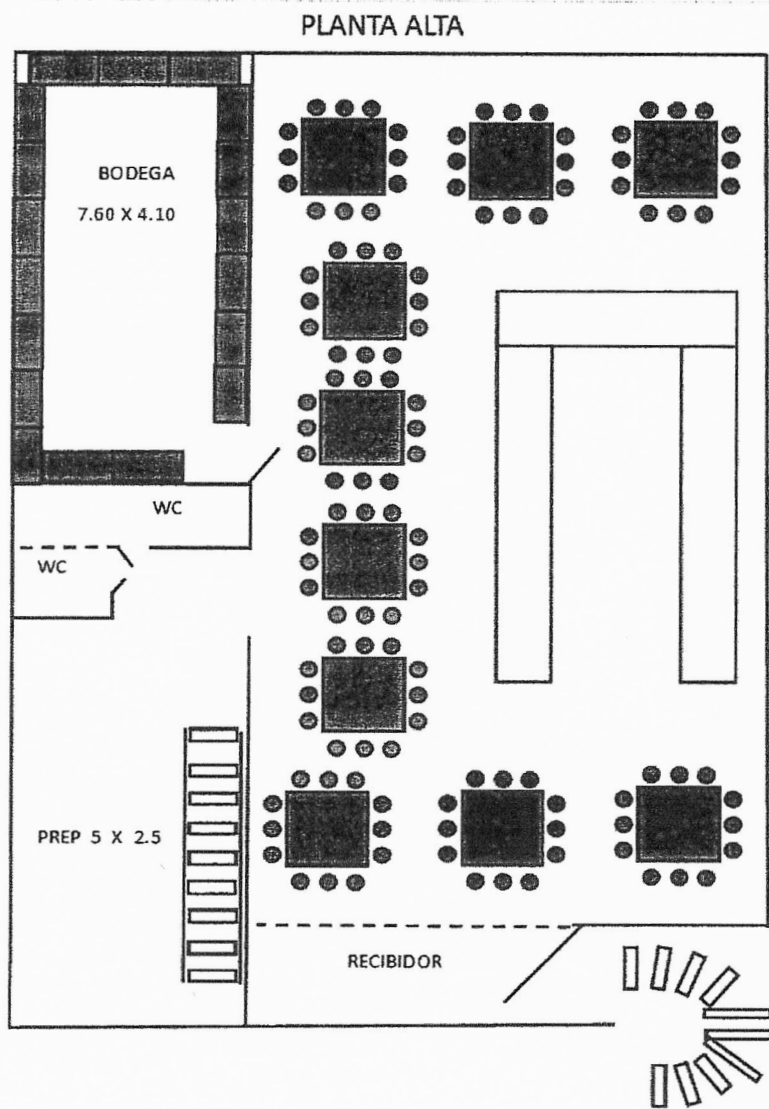 PLANTA ALTA
BODEGA
7.60 X 4.10
WC
WC
PREP 5 X 2.5
RECIBIDOR